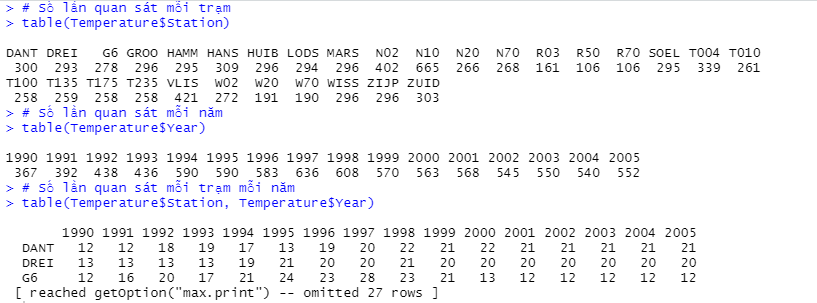 > # Số lần quan sát mỗi trạm
> table(Temperature$Station)
DANT DREI G6 GROO HAMM HANS HUIB LODS MARS N02 N10 N20 N70 R03 R50 R70 SOEL T004 T010
300 293 278 296 295 309 296 294 296 402 665 266 268 161 106 106 295 339 261
T100 T135 T175 T235 VLIS W02 W20 W70 WISS ZIJP ZUID
258 259 258 258 421 272 191 190 296 296 303
> # Số lần quan sát mỗi năm
> table(Temperature$Year)
1990 1991 1992 1993 1994 1995 1996 1997 1998 1999 2000 2001 2002 2003 2004 2005
367 392 438 436 590 590 583 636 608 570 563 568 545 550 540 552
> # Số lần quan sát mỗi trạm mỗi năm
> table(Temperature$Station, Temperature$Year)
1990 1991 1992 1993 1994 1995 1996 1997 1998 1999 2000 2001 2002 2003 2004 2005
DANT 12 12 18 19 17 13 19 20 22 21 22 21 21 21 21 21
DREI 13 13 13 13 19 21 20 20 21 20 20 20 20 20 20 20
G6 12 16 20 17 21 24 23 28 23 21 13 12 12 12 12 12
[ reached getOption("max.print") -- omitted 27 rows ]